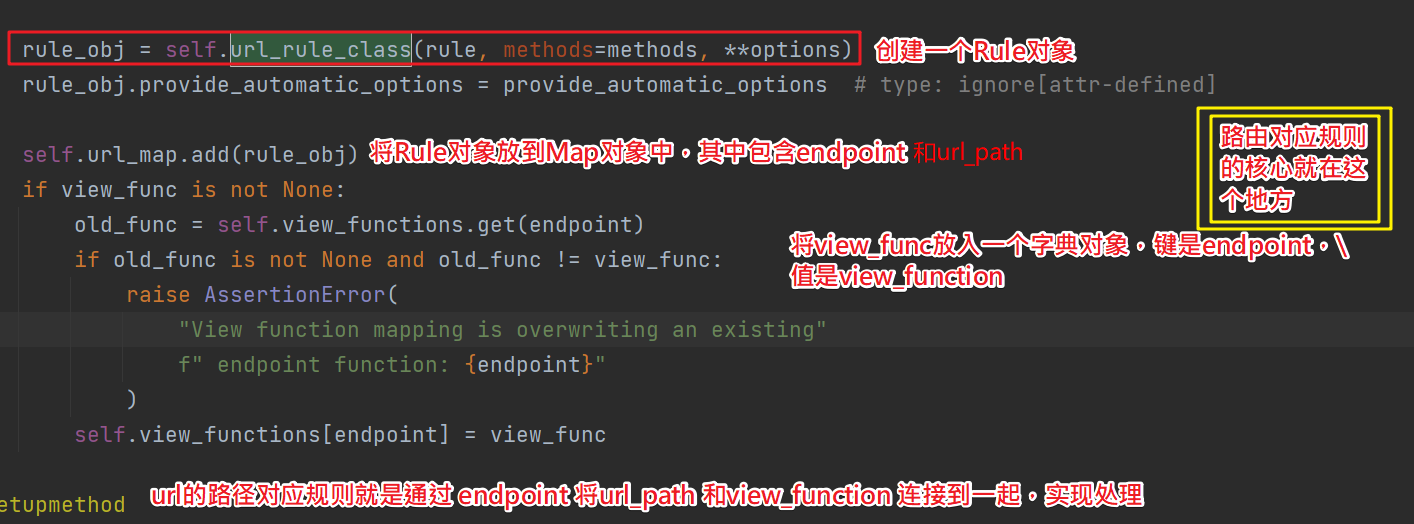 rule_obj = self.url_rule_class(rule, methods=methods, **options) 创建一个Rule对象
rule_obj.provide_automatic_options = provide_automatic_options  # type: ignore[attr-defined]
路由对应规则
的核心就在这
个地方
self.url_map.add(rule_obj) 将Rule对象放到Map对象中，其中包含endpoint 和url_path
if view_func is not None:
old_func = self.view_functions.get(endpoint)
将view_func放入一个字典对象，键是endpoint，\
值是view_function
if old_func is not None and old_func != view_func:
raise AssertionError(
"View function mapping is overwriting an existing"
f" endpoint function: {endpoint}"
)
self.view_functions[endpoint] = view_func
url的路径对应规则就是通过 endpoint 将url_path 和view_function 连接到一起，实现处理
etupmethod